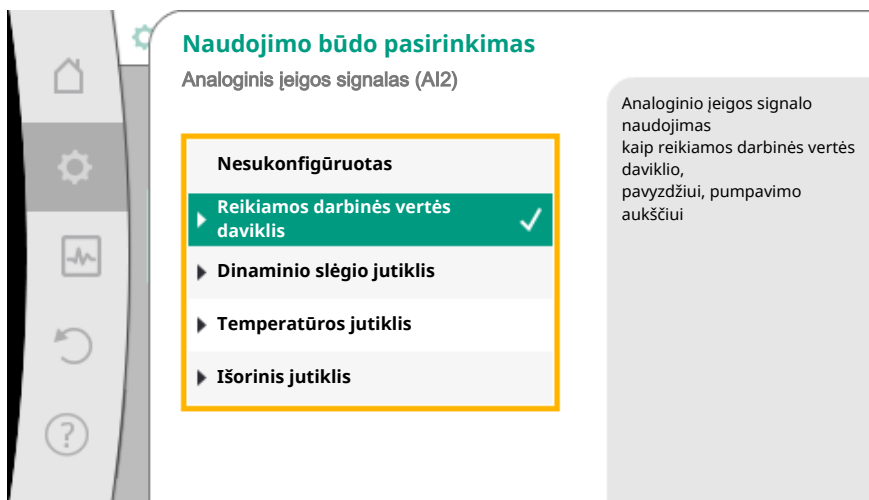 Naudojimo būdo pasirinkimas
Analoginis įeigos signalas (AI2)
Nesukonfigūruotas
Reikiamos darbinės vertės
daviklis
Dinaminio slėgio jutiklis
Temperatūros jutiklis
Išorinis jutiklis
Analoginio įeigos signalo
naudojimas
kaip reikiamos darbinės vertės
daviklio,
pavyzdžiui, pumpavimo
aukščiui